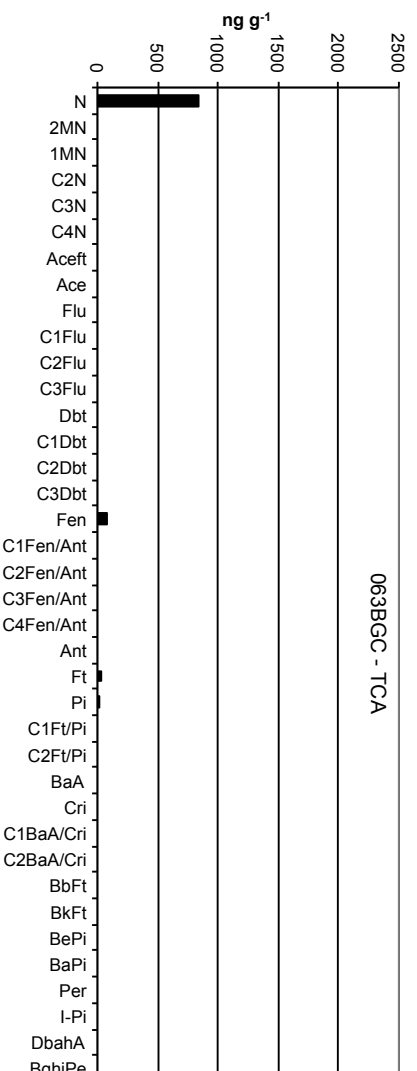 ng g-1
0
500
1000
1500
2000
2500
063BGC - TCA
N
2MN
1MN
C2N
C3N
C4N
Aceft
Ace
Flu
C1Flu
C2Flu
C3Flu
Dbt
C1Dbt
C2Dbt
C3Dbt
Fen
C1Fen/Ant
C2Fen/Ant
C3Fen/Ant
C4Fen/Ant
Ant
Ft
Pi
C1Ft/Pi
C2Ft/Pi
BaA
Cri
C1BaA/Cri
C2BaA/Cri
BbFt
BkFt
BePi
BaPi
Per
I-Pi
DbahA
BghiPe